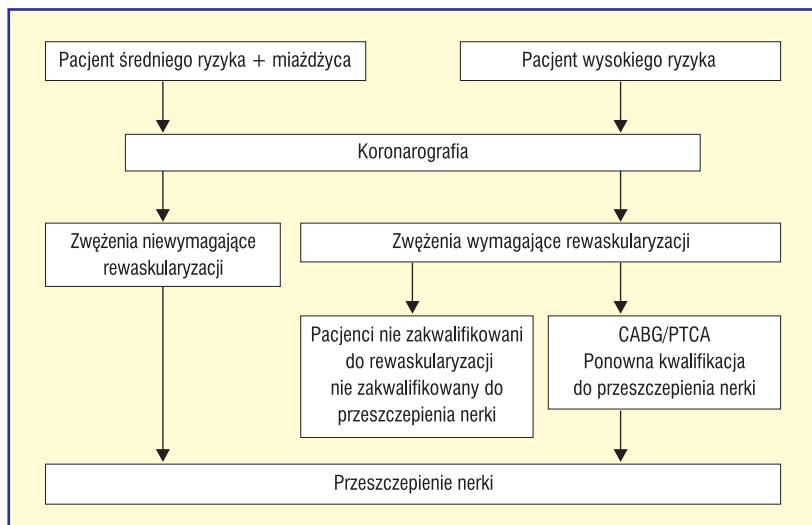 Pacjent średniego ryzyka + miażdżyca
Pacjent wysokiego ryzyka
Koronarografia
Zwężenia niewymagające
rewaskularyzacji
Zwężenia wymagające rewaskularyzacji
Pacjenci nie zakwalifikowani
do rewaskularyzacji
nie zakwalifikowany do
przeszczepienia nerki
CABG/PTCA
Ponowna kwalifikacja
do przeszczepienia nerki
Przeszczepienie nerki